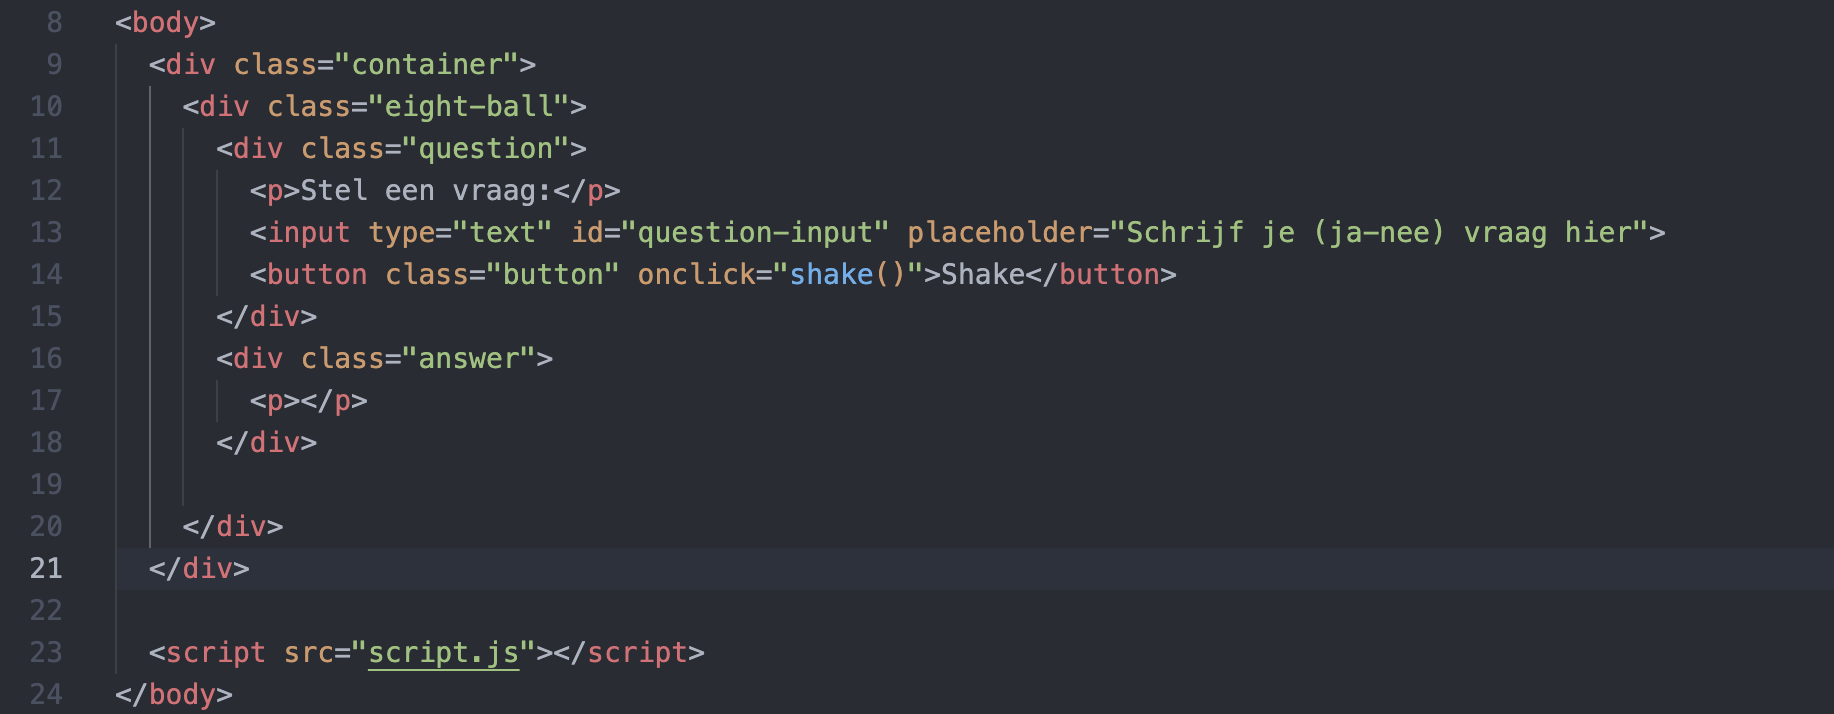 8 <body>
9 <div class="container">
10 <div class="eight-ball">
11 <div class="question">
12 <p>Stel een vraag:</p>
13 <input type="text" id="question-input" placeholder="Schrijf je (ja-nee) vraag hier">
14 <button class="button" onclick="shake()">Shake</button>
15 </div>
16 <div class="answer">
17 <p></p>
18 </div>
19
20 </div>
21 </div>
22
23 <script src="script.js"></script>
24 </body>